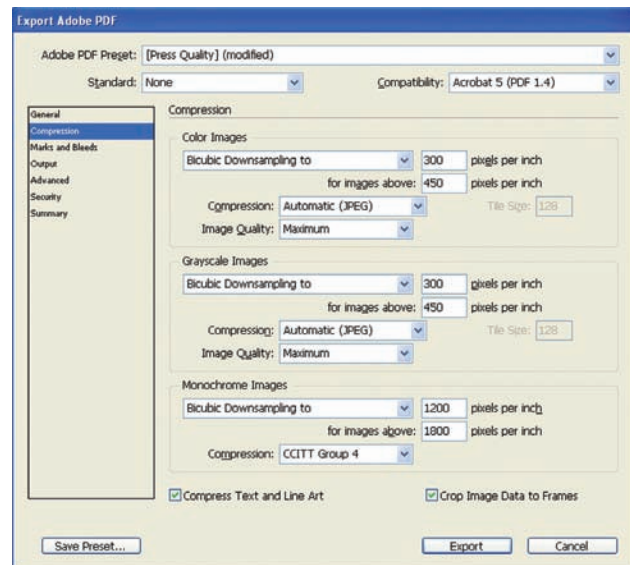 Export Adobe PDF
Adobe PDF Preset: [Press Quality] (modified)
Standard: None Compatibility: Acrobat 5 (PDF 1.4)
General
Compression
Marks and Bleeds
Output
Advanced
Security
Summary
Compression
Color Images
Bicubic Downsampling to 300 pixels per inch
for images above: 450 pixels per inch
Compression: Automatic (JPEG) Tile Size: 128
Image Quality: Maximum
Grayscale Images
Bicubic Downsampling to 300 pixels per inch
for images above: 450 pixels per inch
Compression: Automatic (JPEG) Tile Size: 128
Image Quality: Maximum
Monochrome Images
Bicubic Downsampling to 1200 pixels per inch
for images above: 1800 pixels per inch
Compression: CCITT Group 4
Compress Text and Line Art Crop Image Data to Frames
Save Preset... Export Cancel